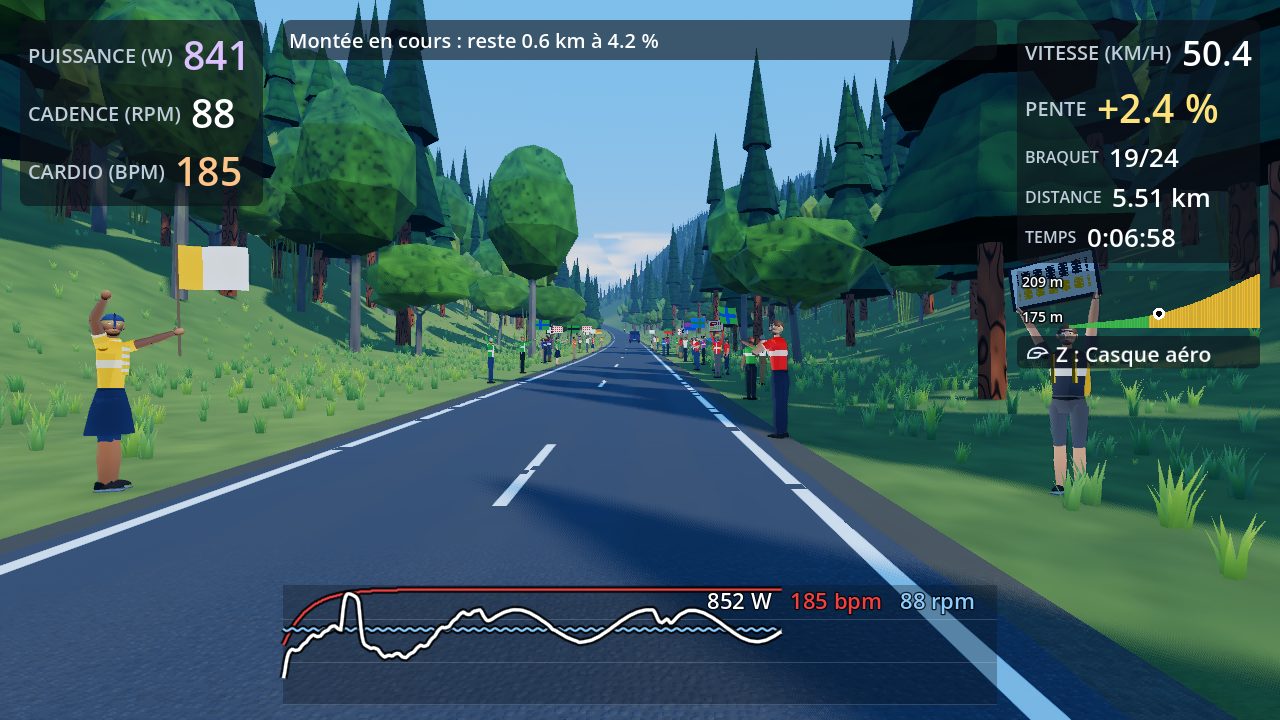 PUISSANCE (W) 841
CADENCE (RPM) 88
CARDIO (BPM) 185
Montée en cours : reste 0.6 km à 4.2 %
VITESSE (KM/H) 50.4
PENTE +2.4 %
BRAQUET 19/24
DISTANCE 5.51 km
TEMPS 0:06:58
209 m
175 m
Z : Casque aéro
852 W 185 bpm 88 rpm